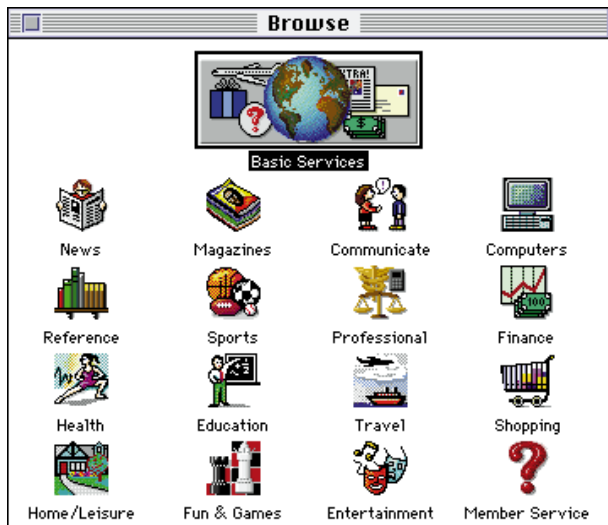 Browse
EXTRA!
Basic Services
News
Magazines
Communicate
Computers
Reference
Sports
Professional
Finance
100
Health
Education
Travel
Shopping
Home/Leisure
Fun & Games
Entertainment
Member Service